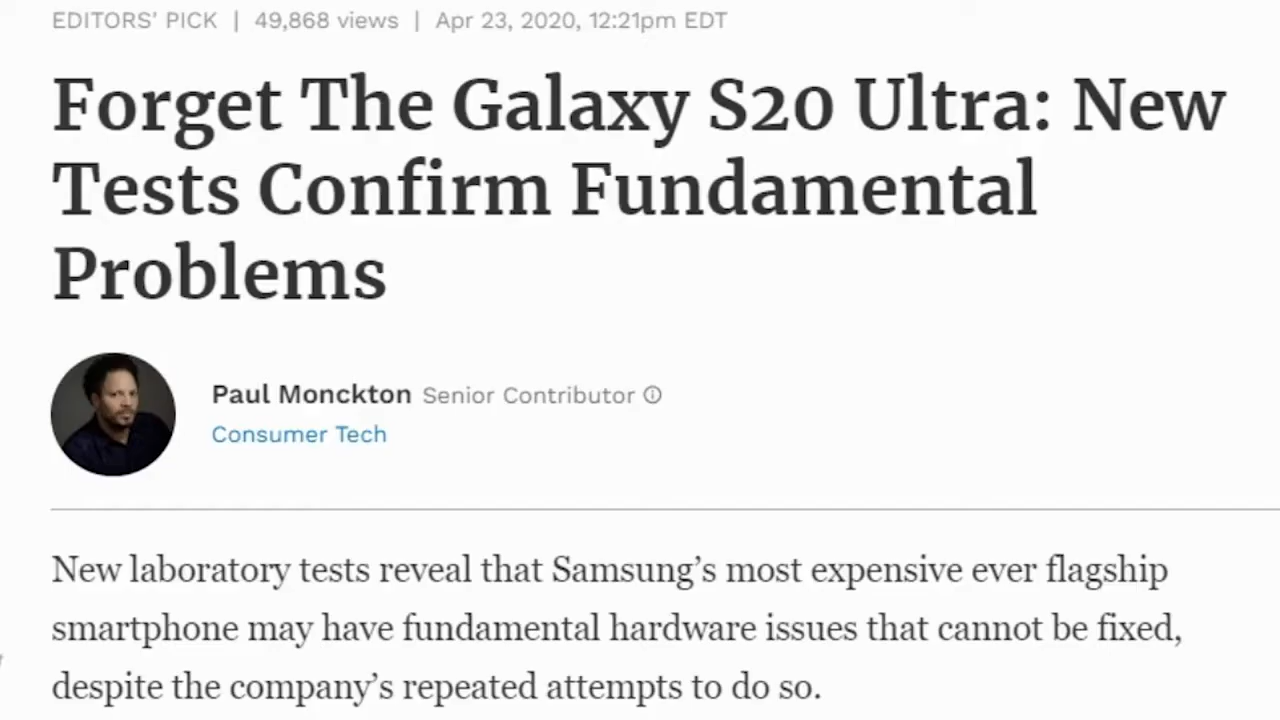 EDITORS' PICK | 49,868 views | Apr 23, 2020, 12:21pm EDT
Forget The Galaxy S20 Ultra: New
Tests Confirm Fundamental
Problems
Paul Monckton Senior Contributor
Consumer Tech
New laboratory tests reveal that Samsung’s most expensive ever flagship
smartphone may have fundamental hardware issues that cannot be fixed,
despite the company’s repeated attempts to do so.